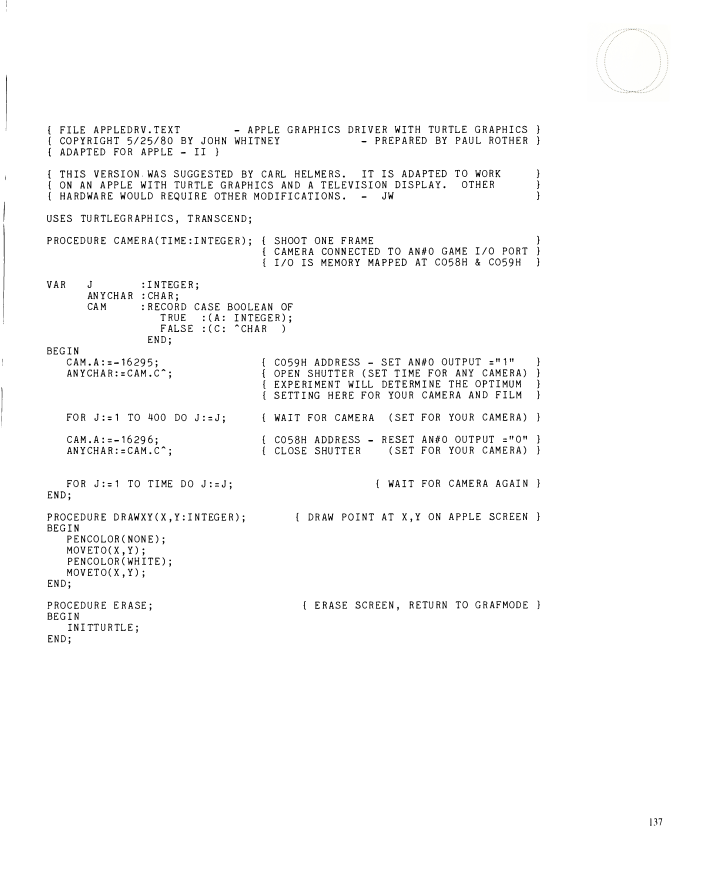 { FILE APPLEDRV.TEXT - APPLE GRAPHICS DRIVER WITH TURTLE GRAPHICS }
{ COPYRIGHT 5/25/80 BY JOHN WHITNEY - PREPARED BY PAUL ROTHER }
{ ADAPTED FOR APPLE - II }
{ THIS VERSION WAS SUGGESTED BY CARL HELMERS. IT IS ADAPTED TO WORK }
{ ON AN APPLE WITH TURTLE GRAPHICS AND A TELEVISION DISPLAY. OTHER }
{ HARDWARE WOULD REQUIRE OTHER MODIFICATIONS. - JW }
USES TURTLEGRAPHICS, TRANSCEND;
PROCEDURE CAMERA(TIME:INTEGER); { SHOOT ONE FRAME }
{ CAMERA CONNECTED TO AN#0 GAME I/O PORT }
{ I/O IS MEMORY MAPPED AT C058H & C059H }
VAR J :INTEGER;
ANYCHAR :CHAR;
CAM :RECORD CASE BOOLEAN OF
TRUE :(A: INTEGER);
FALSE :(C: ^CHAR )
END;
BEGIN
CAM.A:=-16295; { C059H ADDRESS - SET AN#0 OUTPUT ="1" }
ANYCHAR:=CAM.C^; { OPEN SHUTTER (SET TIME FOR ANY CAMERA) }
{ EXPERIMENT WILL DETERMINE THE OPTIMUM }
{ SETTING HERE FOR YOUR CAMERA AND FILM }
FOR J:=1 TO 400 DO J:=J; { WAIT FOR CAMERA (SET FOR YOUR CAMERA) }
CAM.A:=-16296; { C058H ADDRESS - RESET AN#0 OUTPUT ="0" }
ANYCHAR:=CAM.C^; { CLOSE SHUTTER (SET FOR YOUR CAMERA) }
FOR J:=1 TO TIME DO J:=J; { WAIT FOR CAMERA AGAIN }
END;
PROCEDURE DRAWXY(X,Y:INTEGER); { DRAW POINT AT X,Y ON APPLE SCREEN }
BEGIN
PENCOLOR(NONE);
MOVETO(X,Y);
PENCOLOR(WHITE);
MOVETO(X,Y);
END;
PROCEDURE ERASE; { ERASE SCREEN, RETURN TO GRAFMODE }
BEGIN
INITTURTLE;
END;
137